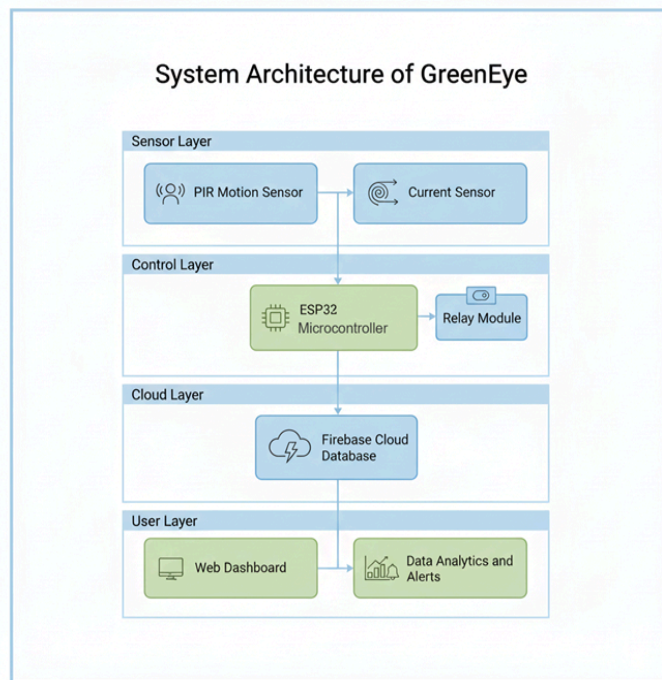 System Architecture of GreenEye
Sensor Layer
PIR Motion Sensor
Current Sensor
Control Layer
ESP32
Microcontroller
Relay Module
Cloud Layer
Firebase Cloud
Database
User Layer
Web Dashboard
Data Analytics and
Alerts